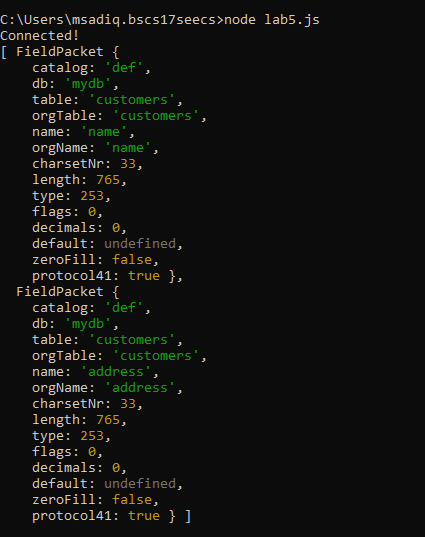 C:\Users\msadiq.bscs17seecs>node lab5.js
Connected!
[ FieldPacket {
    catalog: 'def',
    db: 'mydb',
    table: 'customers',
    orgTable: 'customers',
    name: 'name',
    orgName: 'name',
    charsetNr: 33,
    length: 765,
    type: 253,
    flags: 0,
    decimals: 0,
    default: undefined,
    zeroFill: false,
    protocol41: true },
  FieldPacket {
    catalog: 'def',
    db: 'mydb',
    table: 'customers',
    orgTable: 'customers',
    name: 'address',
    orgName: 'address',
    charsetNr: 33,
    length: 765,
    type: 253,
    flags: 0,
    decimals: 0,
    default: undefined,
    zeroFill: false,
    protocol41: true } ]